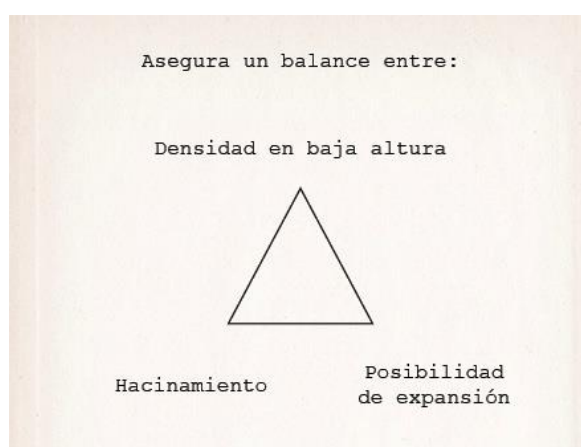 Asegura un balance entre:
Densidad en baja altura
Hacinamiento
Posibilidad
de expansión